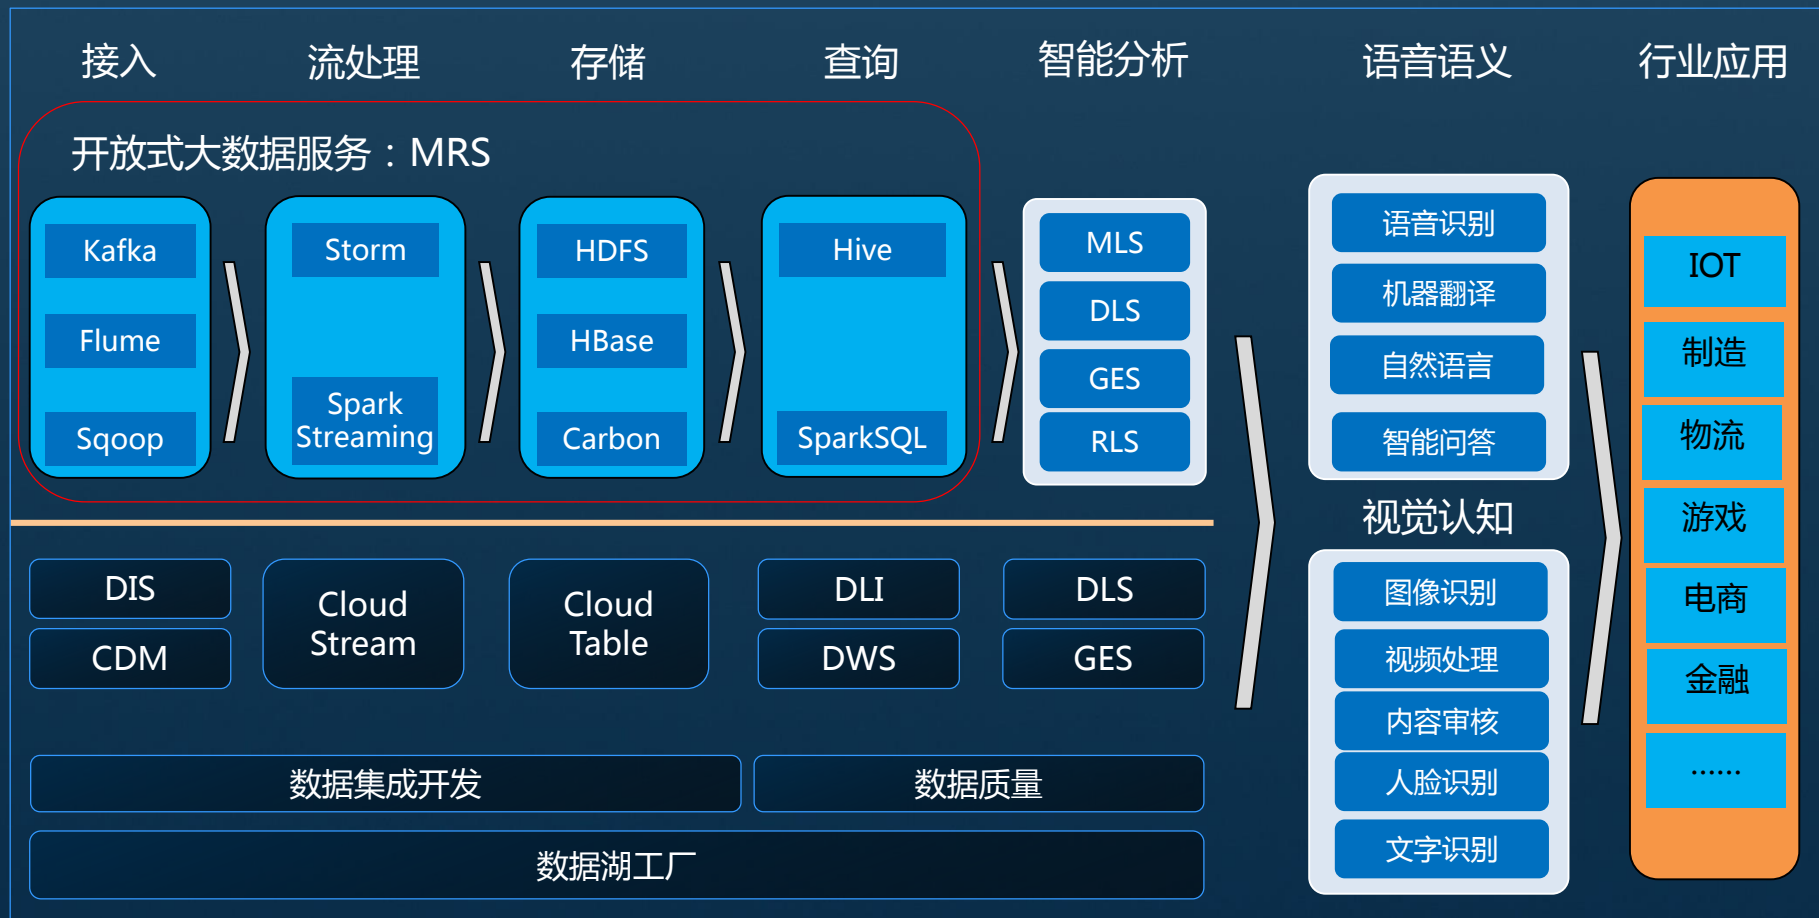 接入
流处理
存储
查询
智能分析
语音语义
行业应用
开放式大数据服务：MRS
Kafka
Flume
Sqoop
Storm
Spark
Streaming
HDFS
HBase
Carbon
Hive
SparkSQL
MLS
DLS
GES
RLS
语音识别
机器翻译
自然语言
智能问答
视觉认知
图像识别
视频处理
内容审核
人脸识别
文字识别
IOT
制造
物流
游戏
电商
金融
......
DIS
CDM
Cloud
Stream
Cloud
Table
DLI
DWS
DLS
GES
数据集成开发
数据质量
数据湖工厂